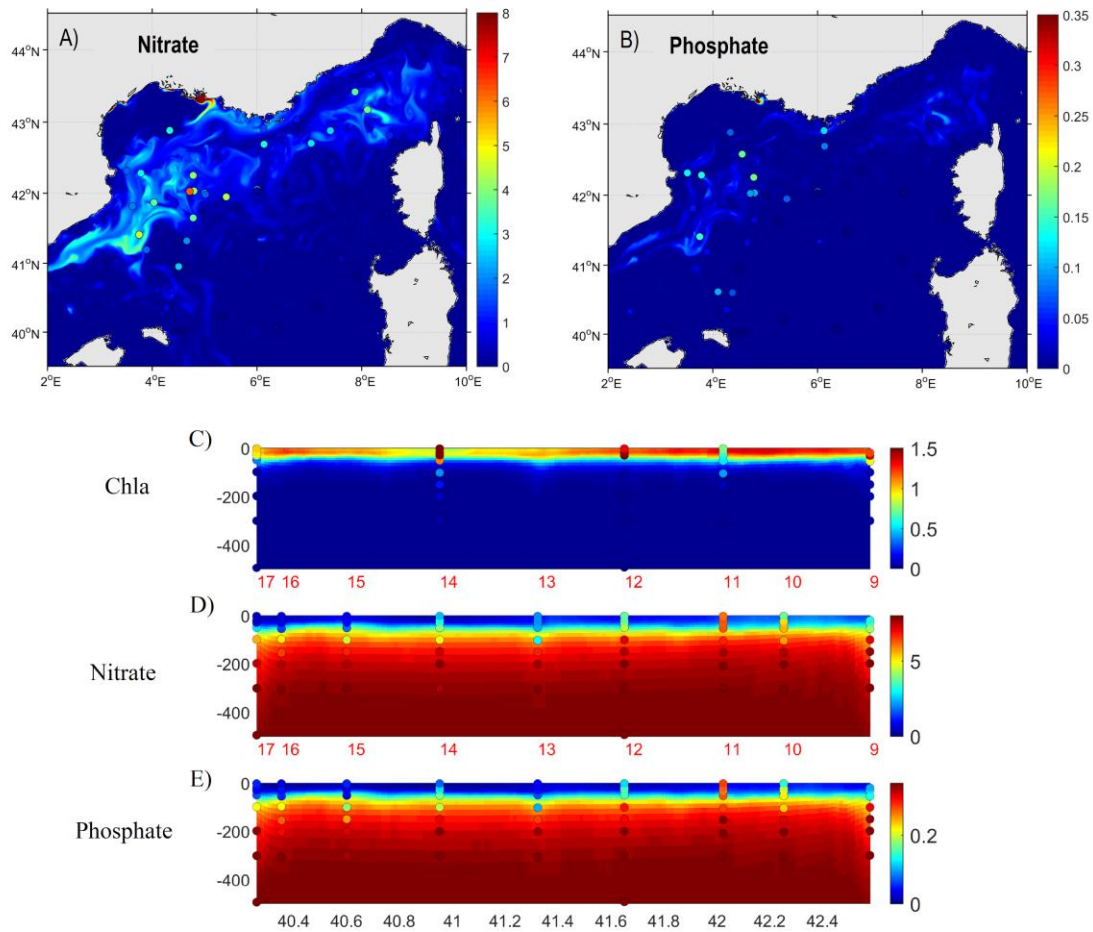 A) Nitrate
44°N
43°N
42°N
41°N
40°N
2°E 4°E 6°E 8°E 10°E
8
7
6
5
4
3
2
1
0
B) Phosphate
44°N
43°N
42°N
41°N
40°N
2°E 4°E 6°E 8°E 10°E
0.35
0.3
0.25
0.2
0.15
0.1
0.05
0
C)
Chla
0
-200
-400
17 16 15 14 13 12 11 10 9
1.5
1
0.5
0
D)
Nitrate
0
-200
-400
17 16 15 14 13 12 11 10 9
5
0
E)
Phosphate
0
-200
-400
40.4 40.6 40.8 41 41.2 41.4 41.6 41.8 42 42.2 42.4
0.2
0